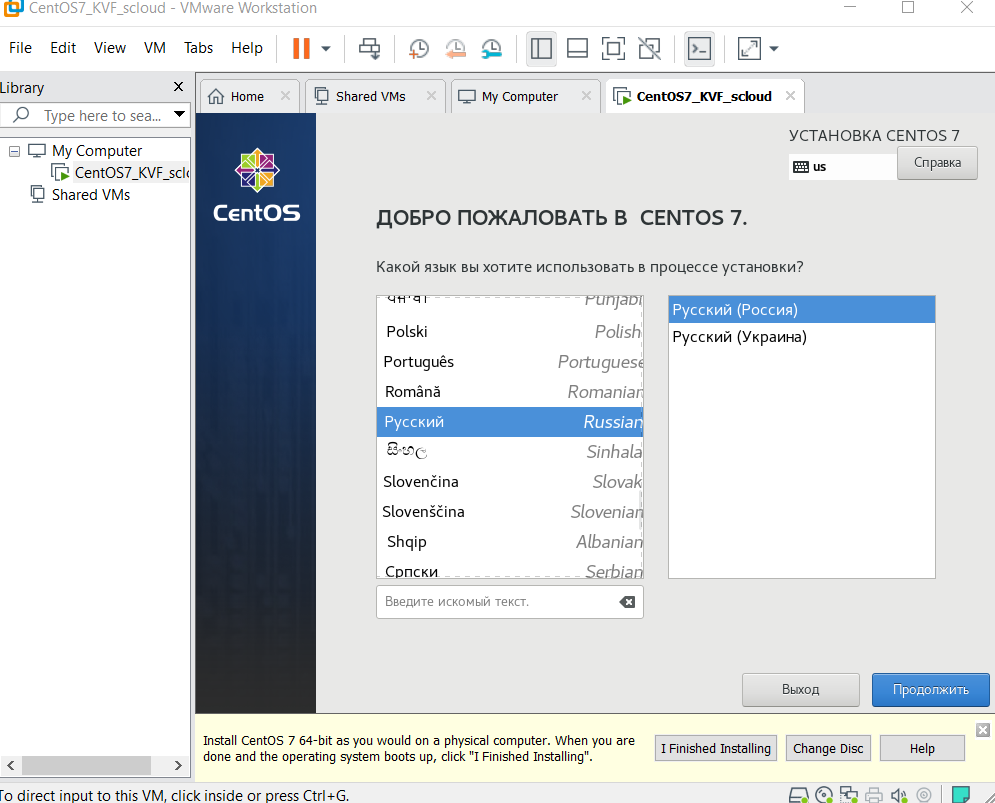 CentOS7_KVF_scloud - VMware Workstation
File Edit View VM Tabs Help
Library
Type here to sea...
My Computer
CentOS7_KVF_sclo
Shared VMs
Home Shared VMs My Computer CentOS7_KVF_scloud
CentOS
УСТАНОВКА CENTOS 7
us Справка
ДОБРО ПОЖАЛОВАТЬ В CENTOS 7.
Какой язык вы хотите использовать в процессе установки?
ਪੰਜਾਬੀ Punjabi
Polski Polish
Português Portuguese
Română Romanian
Русский Russian
සිංහල Sinhala
Slovenčina Slovak
Slovenščina Slovenian
Shqip Albanian
Српски Serbian
Введите искомый текст.
Русский (Россия)
Русский (Украина)
Выход Продолжить
Install CentOS 7 64-bit as you would on a physical computer. When you are
done and the operating system boots up, click "I Finished Installing".
I Finished Installing Change Disc Help
To direct input to this VM, click inside or press Ctrl+G.